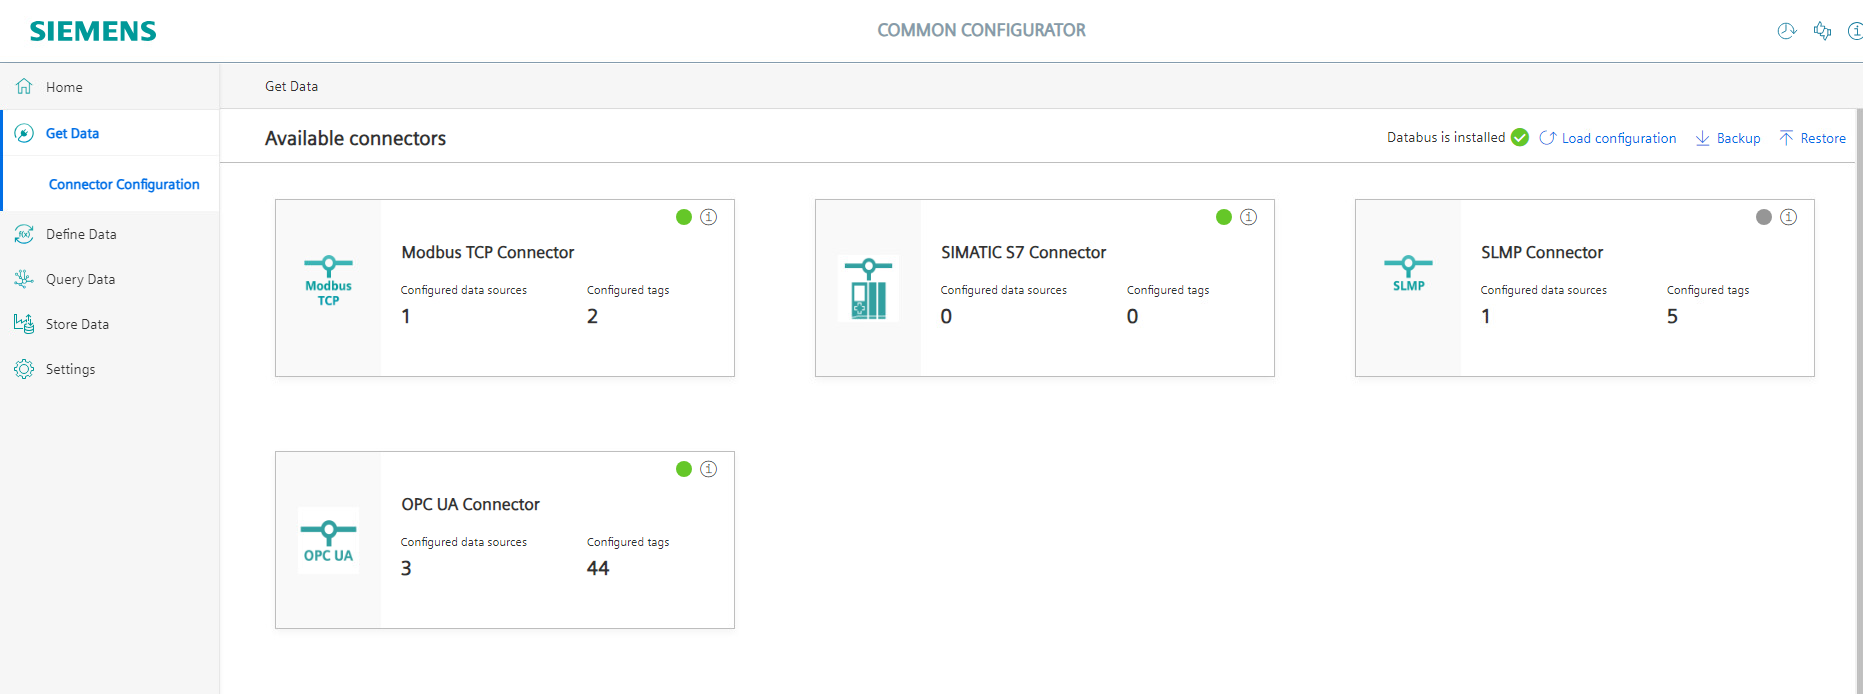 SIEMENS
COMMON CONFIGURATOR
Home
Get Data
Connector Configuration
Define Data
Query Data
Store Data
Settings
Get Data
Available connectors
Databus is installed
Load configuration
Backup
Restore
Modbus TCP
Modbus TCP Connector
Configured data sources
Configured tags
1
2
SIMATIC S7 Connector
Configured data sources
Configured tags
0
0
SLMP
SLMP Connector
Configured data sources
Configured tags
1
5
OPC UA
OPC UA Connector
Configured data sources
Configured tags
3
44